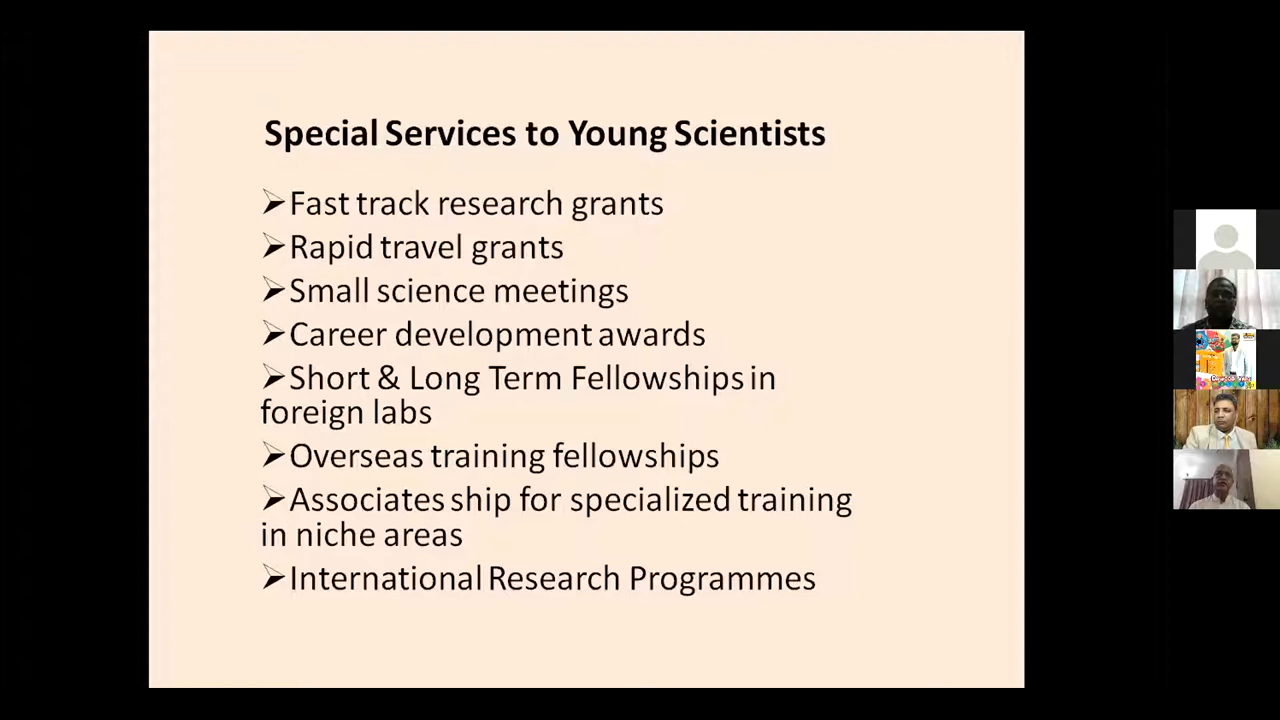 Special Services to Young Scientists
➢Fast track research grants
➢Rapid travel grants
➢Small science meetings
➢Career development awards
➢Short & Long Term Fellowships in
foreign labs
➢Overseas training fellowships
➢Associates ship for specialized training
in niche areas
➢International Research Programmes